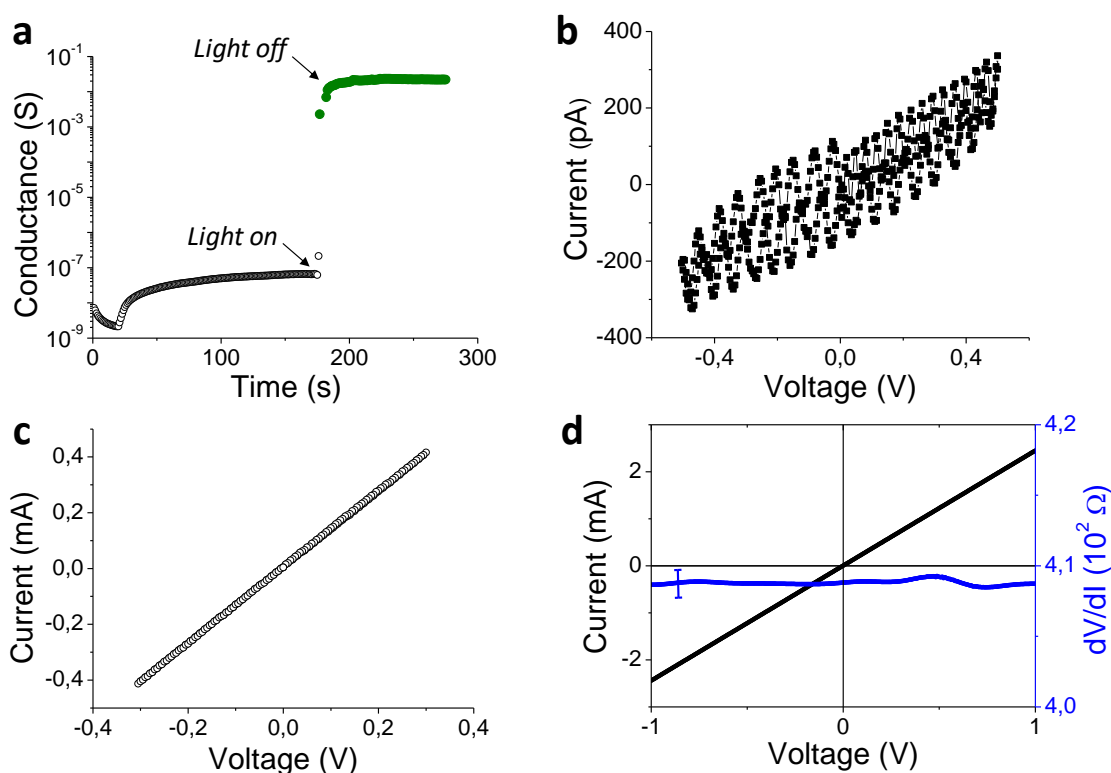 a
Light off
Light on
10⁻¹
10⁻³
10⁻⁵
10⁻⁷
10⁻⁹
Conductance (S)
0
100
200
300
Time (s)
b
400
200
0
-200
-400
Current (pA)
-0,4
0,0
0,4
Voltage (V)
c
0,4
0,2
0,0
-0,2
-0,4
Current (mA)
-0,4
-0,2
0,0
0,2
0,4
Voltage (V)
d
2
0
-2
Current (mA)
4,2
4,1
4,0
dV/dI (10² Ω)
-1
0
1
Voltage (V)